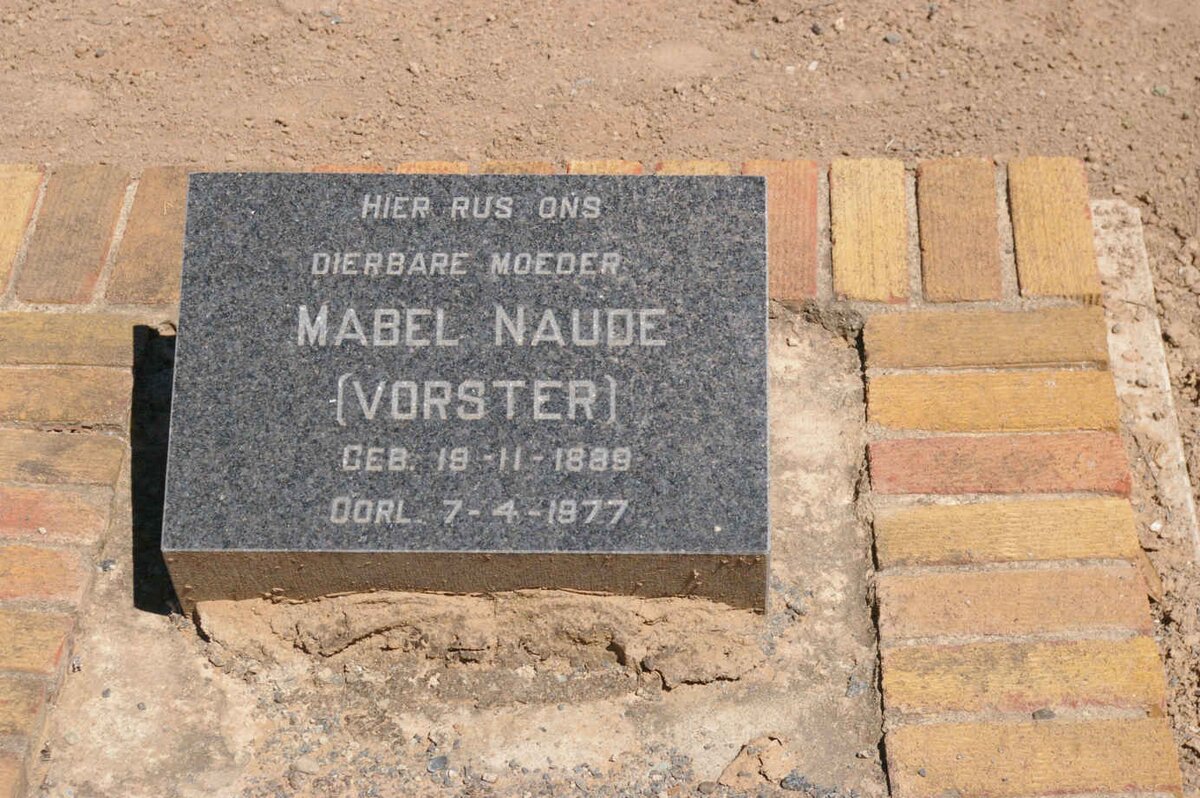 HIER RUS ONS
DIERBARE MOEDER
MABEL NAUDE
(VORSTER)
GEB. 19-11-1889
OORL. 7-4-1977